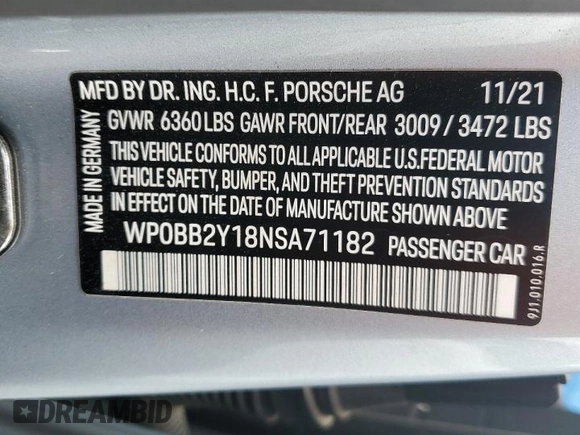 MFD BY DR. ING. H.C. F. PORSCHE AG 11/21
GVWR 6360 LBS GAWR FRONT/REAR 3009 / 3472 LBS
THIS VEHICLE CONFORMS TO ALL APPLICABLE U.S. FEDERAL MOTOR
VEHICLE SAFETY, BUMPER, AND THEFT PREVENTION STANDARDS
IN EFFECT ON THE DATE OF MANUFACTURE SHOWN ABOVE
WP0BB2Y18NSA71182 PASSENGER CAR
MADE IN GERMANY
9J1.010.016.R
DREAMBID